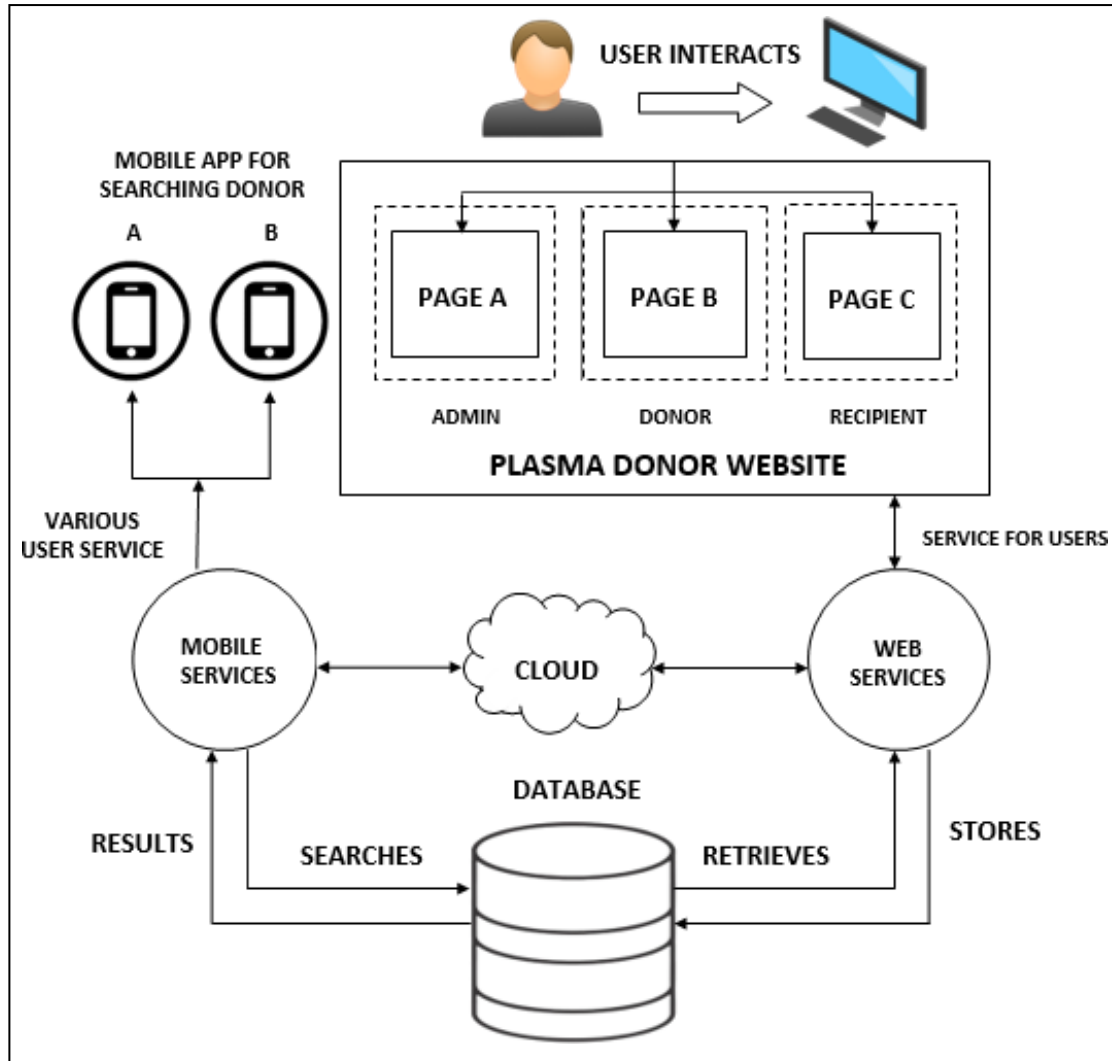 USER INTERACTS
MOBILE APP FOR
SEARCHING DONOR
A
B
PAGE A
PAGE B
PAGE C
ADMIN
DONOR
RECIPIENT
PLASMA DONOR WEBSITE
VARIOUS
USER SERVICE
SERVICE FOR USERS
MOBILE
SERVICES
CLOUD
WEB
SERVICES
DATABASE
RESULTS
SEARCHES
RETRIEVES
STORES